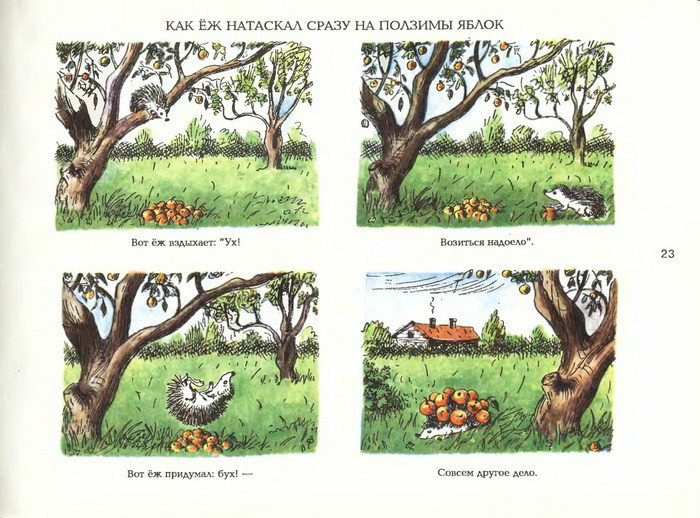 КАК ЁЖ НАТАСКАЛ СРАЗУ НА ПОЛЗИМЫ ЯБЛОК
Вот ёж вздыхает: "Ух!
Возиться надоело".
23
Вот ёж придумал: бух! —
Совсем другое дело.